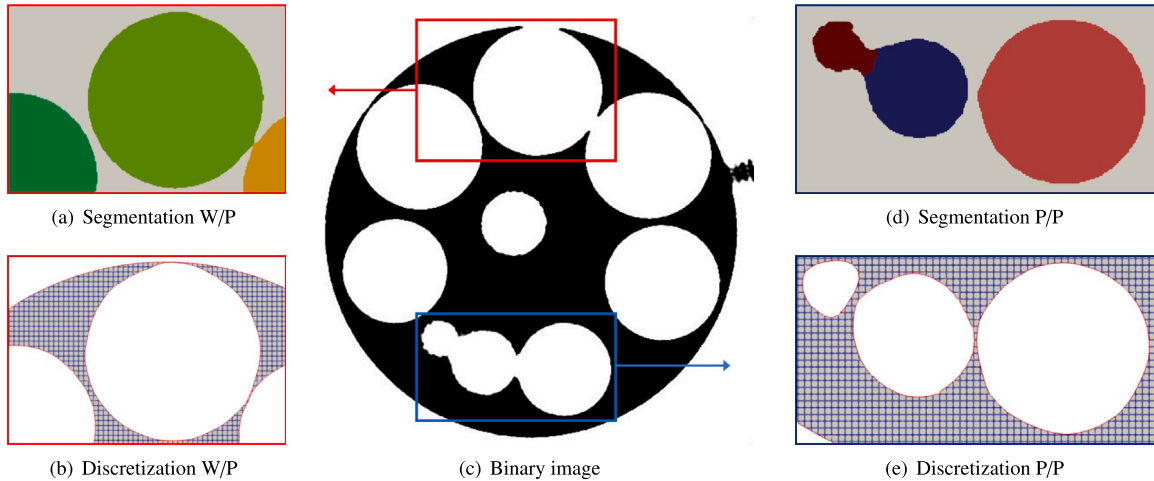 (a) Segmentation W/P
(b) Discretization W/P
(c) Binary image
(d) Segmentation P/P
(e) Discretization P/P